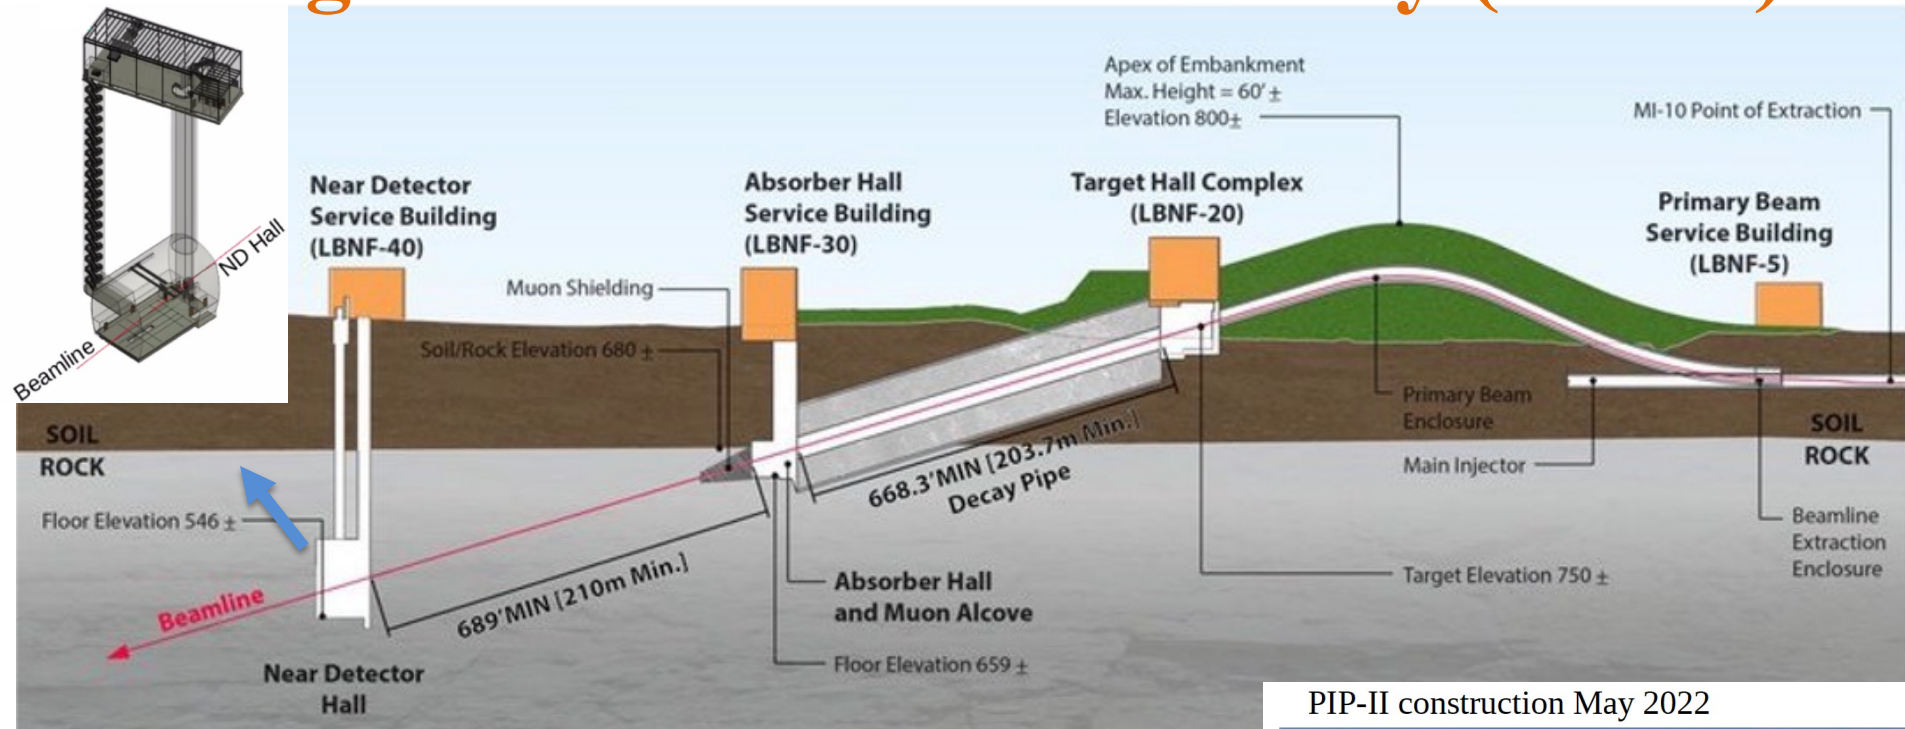 ND Hall
Beamline
Near Detector
Service Building
(LBNF-40)
Absorber Hall
Service Building
(LBNF-30)
Target Hall Complex
(LBNF-20)
Apex of Embankment
Max. Height = 60' ±
Elevation 800±
MI-10 Point of Extraction
Primary Beam
Service Building
(LBNF-5)
Muon Shielding
Soil/Rock Elevation 680 ±
SOIL
ROCK
Floor Elevation 546 ±
Beamline
Near Detector
Hall
689'MIN [210m Min.]
668.3'MIN [203.7m Min.]
Decay Pipe
Absorber Hall
and Muon Alcove
Floor Elevation 659 ±
Primary Beam
Enclosure
Main Injector
Target Elevation 750 ±
SOIL
ROCK
Beamline
Extraction
Enclosure
PIP-II construction May 2022